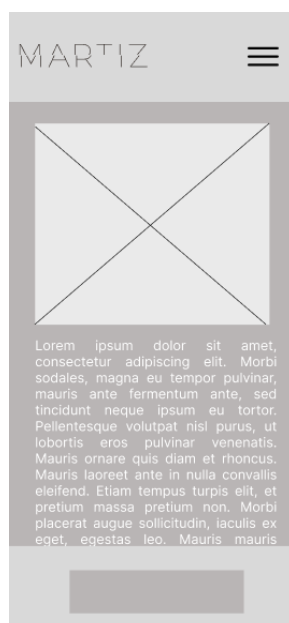 MARTIZ
Lorem ipsum dolor sit amet,
consectetur adipiscing elit. Morbi
sodales, magna eu tempor pulvinar,
mauris ante fermentum ante, sed
tincidunt neque ipsum eu tortor.
Pellentesque volutpat nisl purus, ut
lobortis eros pulvinar venenatis.
Mauris ornare quis diam et rhoncus.
Mauris laoreet ante in nulla convallis
eleifend. Etiam tempus turpis elit, et
pretium massa pretium non. Morbi
placerat augue sollicitudin, iaculis ex
eget, egestas leo. Mauris mauris